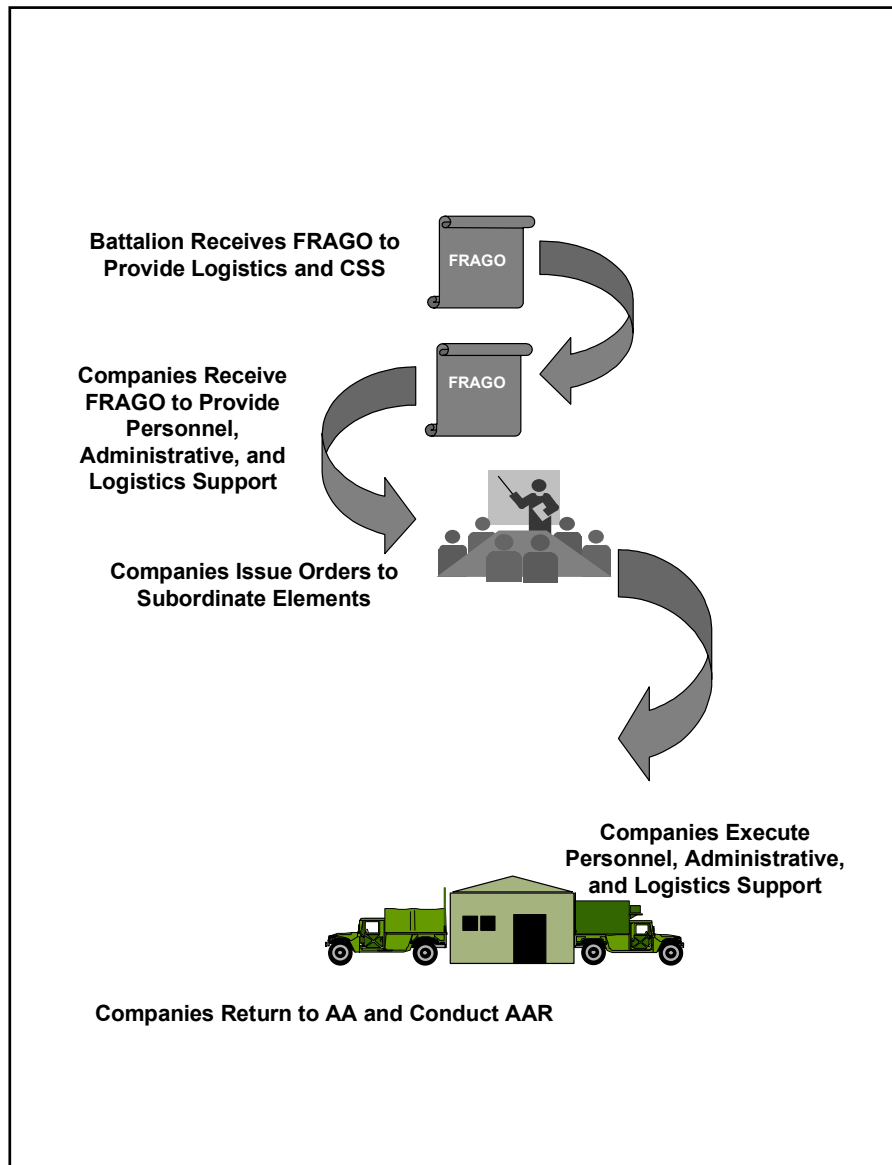 Battalion Receives FRAGO to
Provide Logistics and CSS
FRAGO
Companies Receive
FRAGO to Provide
Personnel,
Administrative, and
Logistics Support
FRAGO
Companies Issue Orders to
Subordinate Elements
Companies Execute
Personnel, Administrative,
and Logistics Support
Companies Return to AA and Conduct AAR